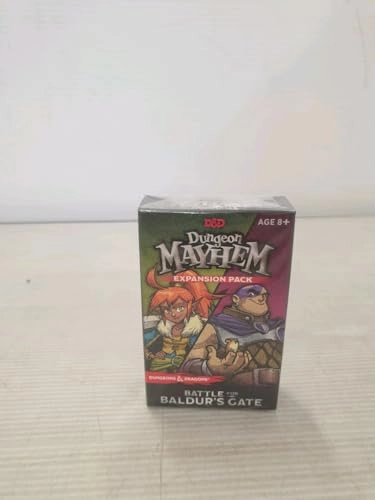 D&D
AGE 8+
Dungeon
MAYHEM
EXPANSION PACK
DUNGEONS & DRAGONS
BATTLE FOR
BALDUR'S GATE